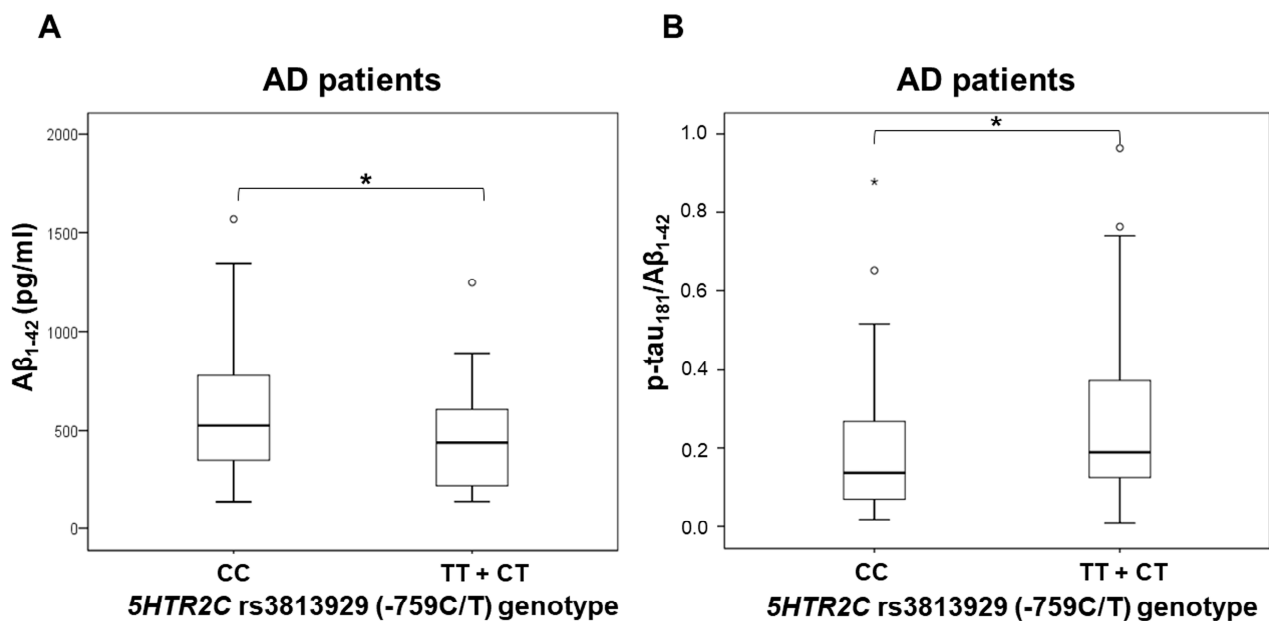 A
AD patients
Aβ1-42 (pg/ml)
2000
1500
1000
500
0
*
CC
TT + CT
5HTR2C rs3813929 (-759C/T) genotype
B
AD patients
p-tau181/Aβ1-42
1.0
0.8
0.6
0.4
0.2
0.0
*
*
CC
TT + CT
5HTR2C rs3813929 (-759C/T) genotype